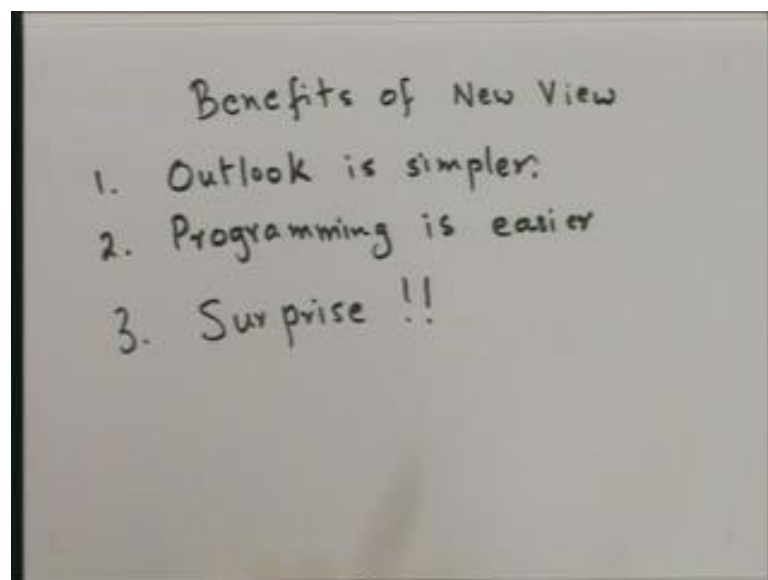 Benefits of New View
1. Outlook is simpler.
2. Programming is easier
3. Surprise !!